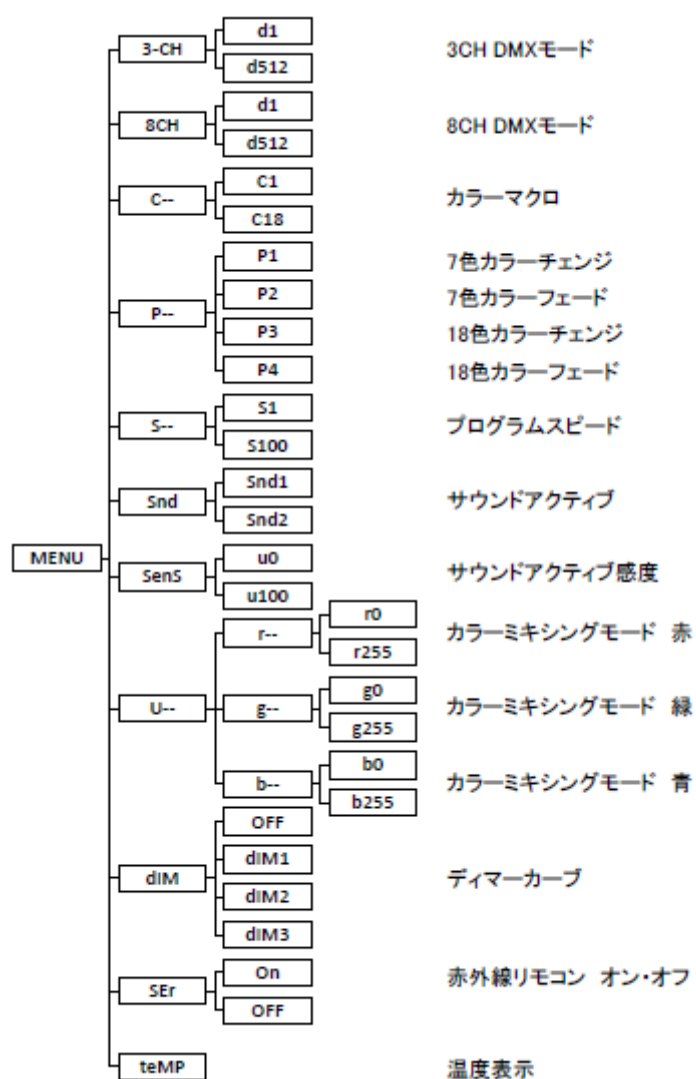 d1
3-CH
3CH DMXモード
d512
d1
8CH
8CH DMXモード
d512
C1
C--
カラーマクロ
C18
P1
7色カラーチェンジ
P2
7色カラーフェード
P--
P3
18色カラーチェンジ
P4
18色カラーフェード
S1
S--
プログラムスピード
S100
Snd1
Snd
サウンドアクティブ
Snd2
MENU
u0
SenS
サウンドアクティブ感度
u100
r0
r--
カラーミキシングモード 赤
r255
U--
g0
g--
カラーミキシングモード 緑
g255
b0
b--
カラーミキシングモード 青
b255
OFF
dIM1
dIM
ディマーカーブ
dIM2
dIM3
On
SEr
赤外線リモコン オン・オフ
OFF
teMP
温度表示